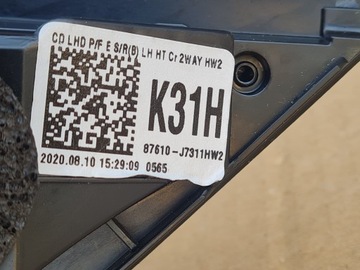 CD LHD P/F E S/R(B) LH HT Cr 2WAY HW2
K31H
87610-J7311HW2
2020.08.10 15:29:09 0565